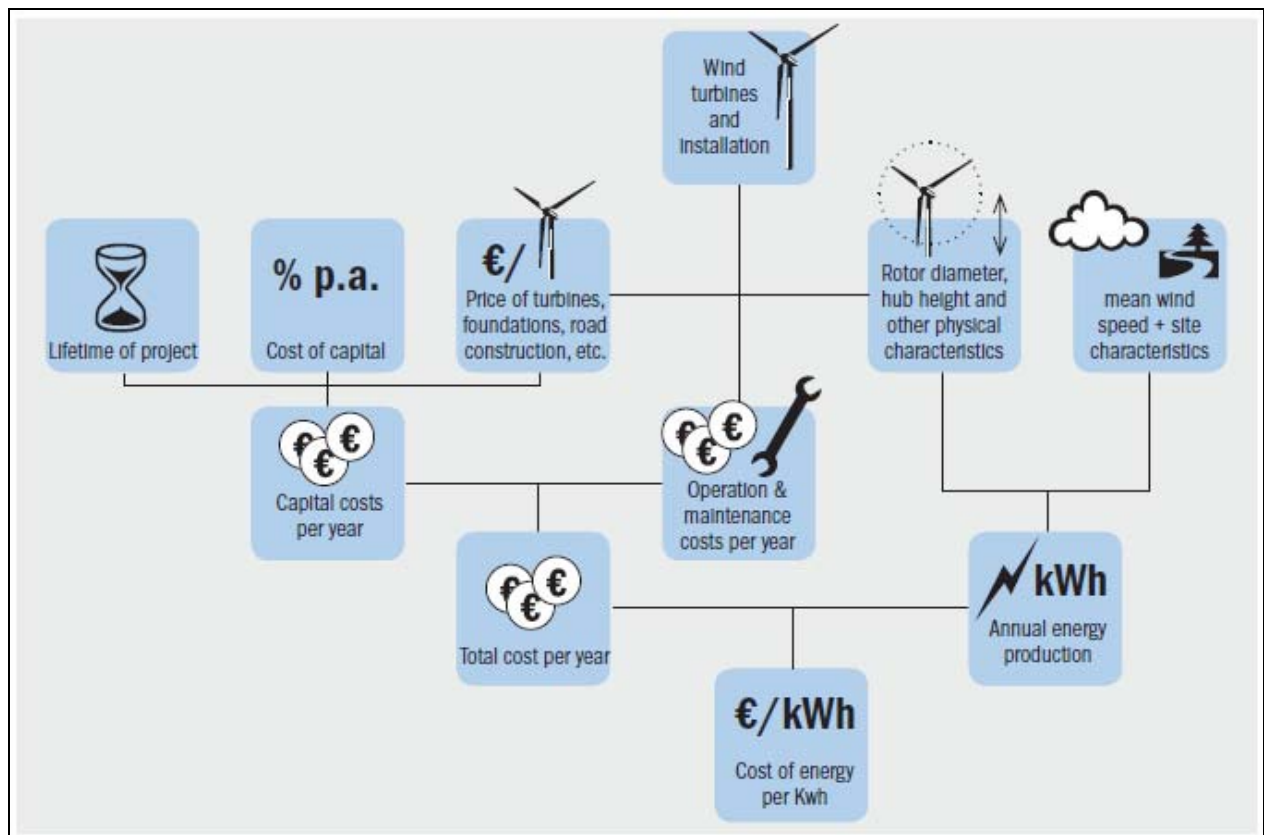 Wind
turbines
and
installation
Lifetime of project
% p.a.
Cost of capital
€/
Price of turbines,
foundations, road
construction, etc.
Rotor diameter,
hub height and
other physical
characteristics
mean wind
speed + site
characteristics
€ € €
Capital costs
per year
€ € €
Operation &
maintenance
costs per year
€ € €
Total cost per year
kWh
Annual energy
production
€/kWh
Cost of energy
per Kwh